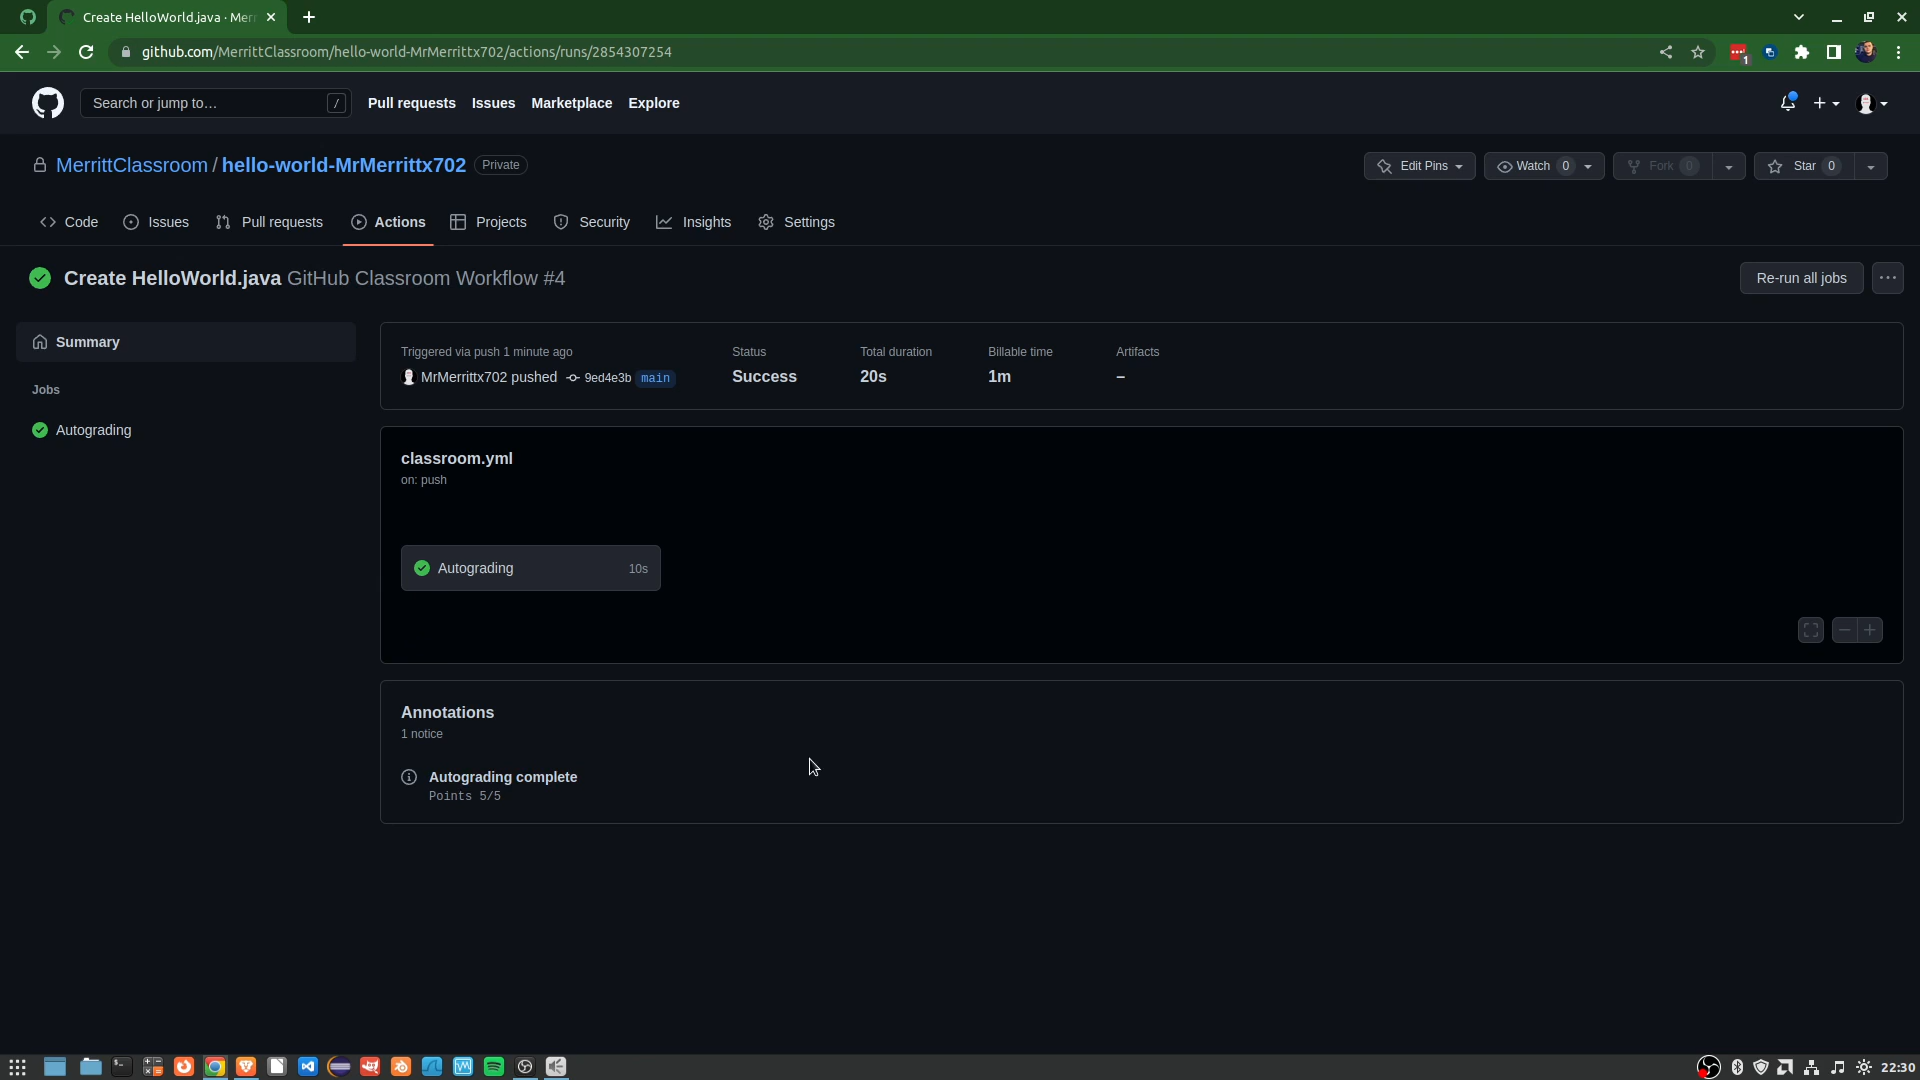 Create HelloWorld.java · Merr
github.com/MerrittClassroom/hello-world-MrMerrittx702/actions/runs/2854307254
1
Search or jump to…
/
Pull requests
Issues
Marketplace
Explore
MerrittClassroom / hello-world-MrMerrittx702
Private
Edit Pins
Watch 0
Fork 0
Star 0
Code
Issues
Pull requests
Actions
Projects
Security
Insights
Settings
Create HelloWorld.java GitHub Classroom Workflow #4
Re-run all jobs
Summary
Jobs
Autograding
Triggered via push 1 minute ago
MrMerrittx702 pushed 9ed4e3b main
Status
Success
Total duration
20s
Billable time
1m
Artifacts
–
classroom.yml
on: push
Autograding
10s
Annotations
1 notice
Autograding complete
Points 5/5
22:30